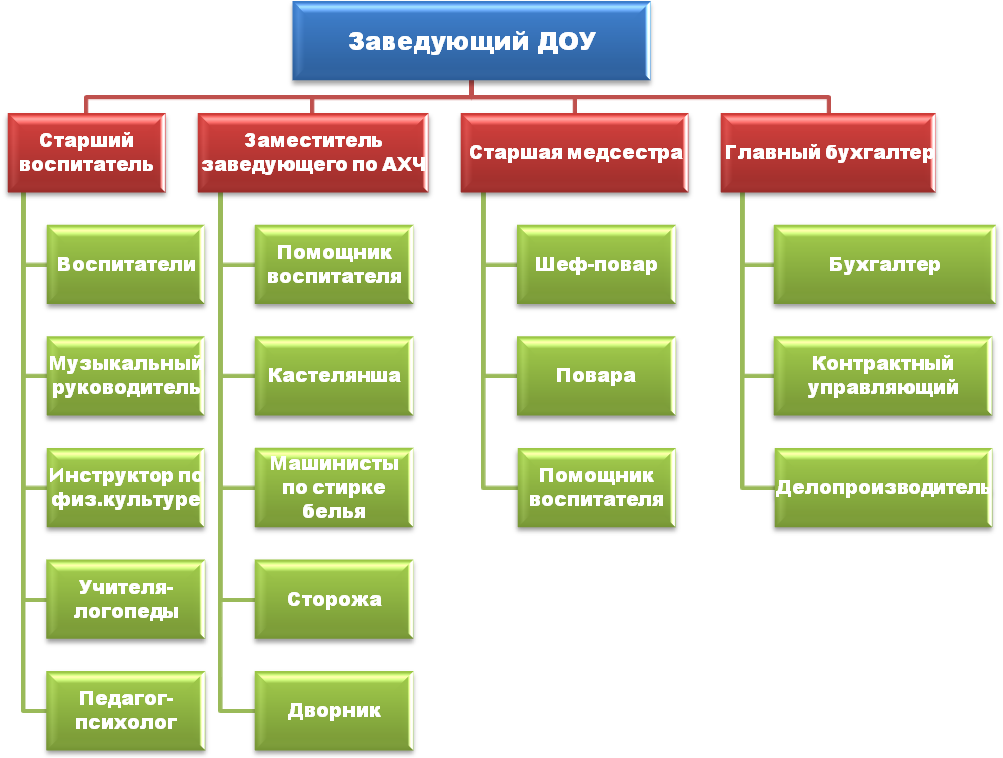 Заведующий ДОУ
Старший
воспитатель
Заместитель
заведующего по АХЧ
Старшая медсестра
Главный бухгалтер
Воспитатели
Музыкальный
руководитель
Инструктор по
физ.культуре
Учителя-
логопеды
Педагог-
психолог
Помощник
воспитателя
Кастелянша
Машинисты
по стирке
белья
Сторожа
Дворник
Шеф-повар
Повара
Помощник
воспитателя
Бухгалтер
Контрактный
управляющий
Делопроизводитель